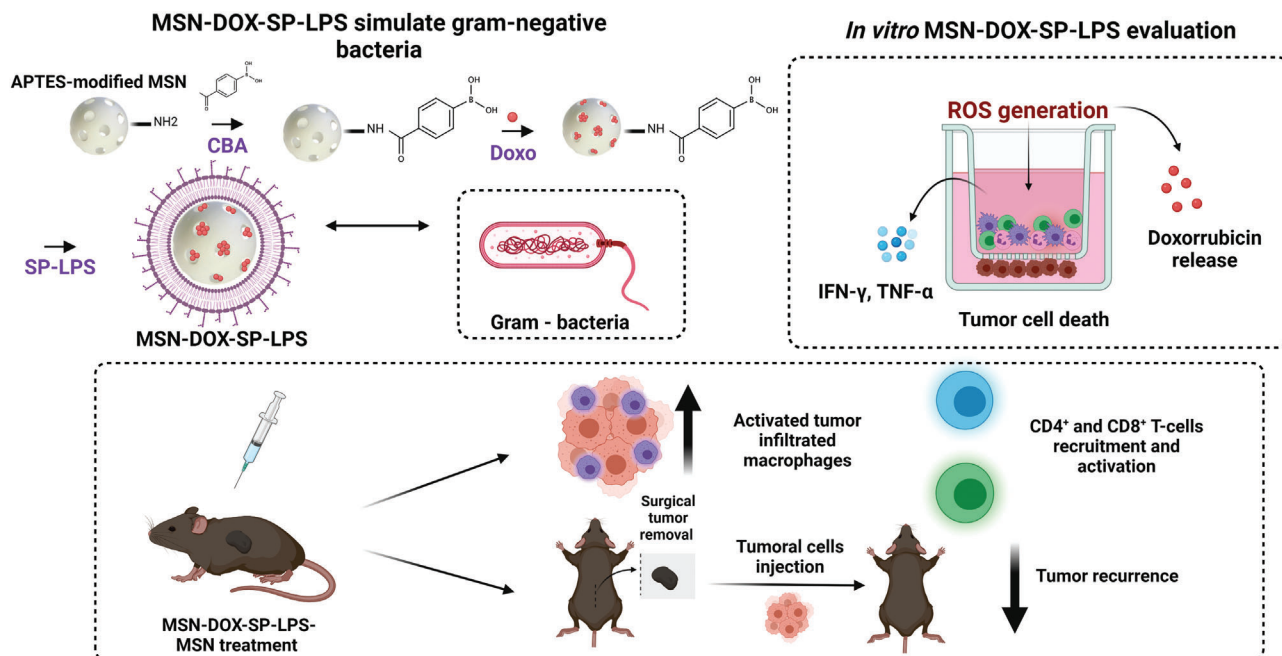 MSN-DOX-SP-LPS simulate gram-negative
bacteria
APTES-modified MSN
NH2
CBA
NH
O
B
OH
OH
Doxo
NH
O
B
OH
OH
SP-LPS
MSN-DOX-SP-LPS
Gram - bacteria
In vitro MSN-DOX-SP-LPS evaluation
ROS generation
IFN-γ, TNF-α
Doxorrubicin
release
Tumor cell death
MSN-DOX-SP-LPS-
MSN treatment
Activated tumor
infiltrated
macrophages
CD4⁺ and CD8⁺ T-cells
recruitment and
activation
Surgical
tumor
removal
Tumoral cells
injection
Tumor recurrence